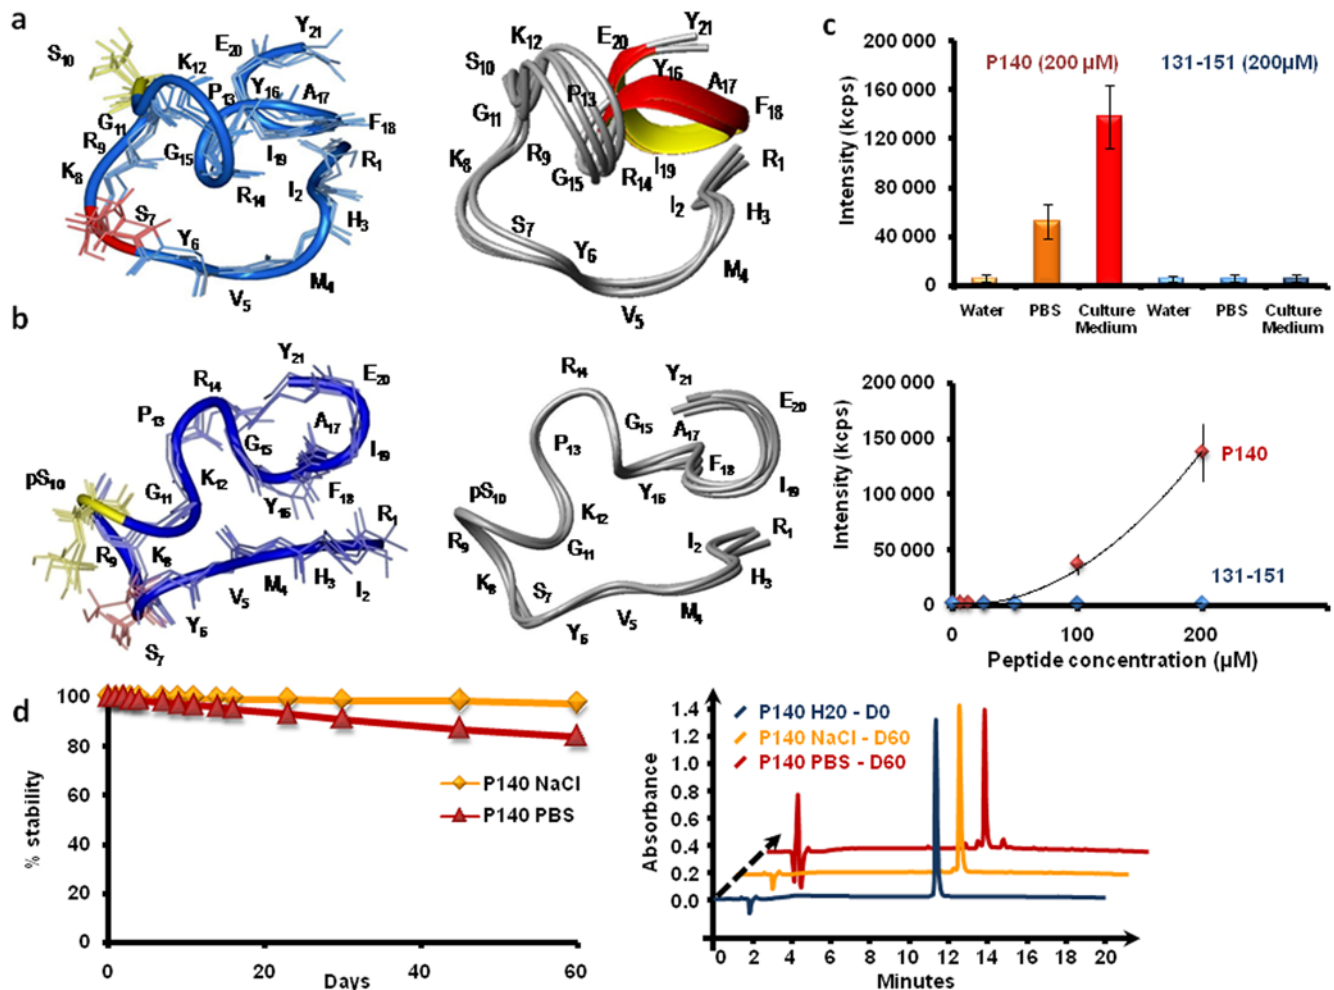 a
S10
K12
E20
Y21
P13
Y16
A17
F18
G11
R9
G15
I19
R1
K8
R14
I2
S7
H3
Y6
M4
V5
K12
E20
Y21
S10
Y16
A17
P13
F18
G11
K8
R9
I19
R1
G15
R14
I2
H3
S7
Y6
M4
V5
b
Y21
E20
R14
P13
A17
G15
I19
pS10
K12
F18
G11
Y16
R1
R9
K8
V5
M4
H3
I2
Y6
S7
R14
Y21
E20
G15
A17
P13
F18
pS10
Y16
I19
K12
R1
R9
G11
I2
K8
S7
H3
V5
M4
Y6
c
200 000
160 000
120 000
80 000
40 000
0
Intensity (kcps)
P140 (200 µM)
131-151 (200µM)
Water
PBS
Culture
Medium
Water
PBS
Culture
Medium
200 000
150 000
100 000
50 000
0
Intensity (kcps)
P140
131-151
0
100
200
Peptide concentration (µM)
d
100
80
60
40
20
0
% stability
P140 NaCl
P140 PBS
0
20
40
60
Days
1.4
1.2
1.0
0.8
0.6
0.4
0.2
0.0
Absorbance
P140 H20 - D0
P140 NaCl - D60
P140 PBS - D60
0 2 4 6 8 10 12 14 16 18 20
Minutes